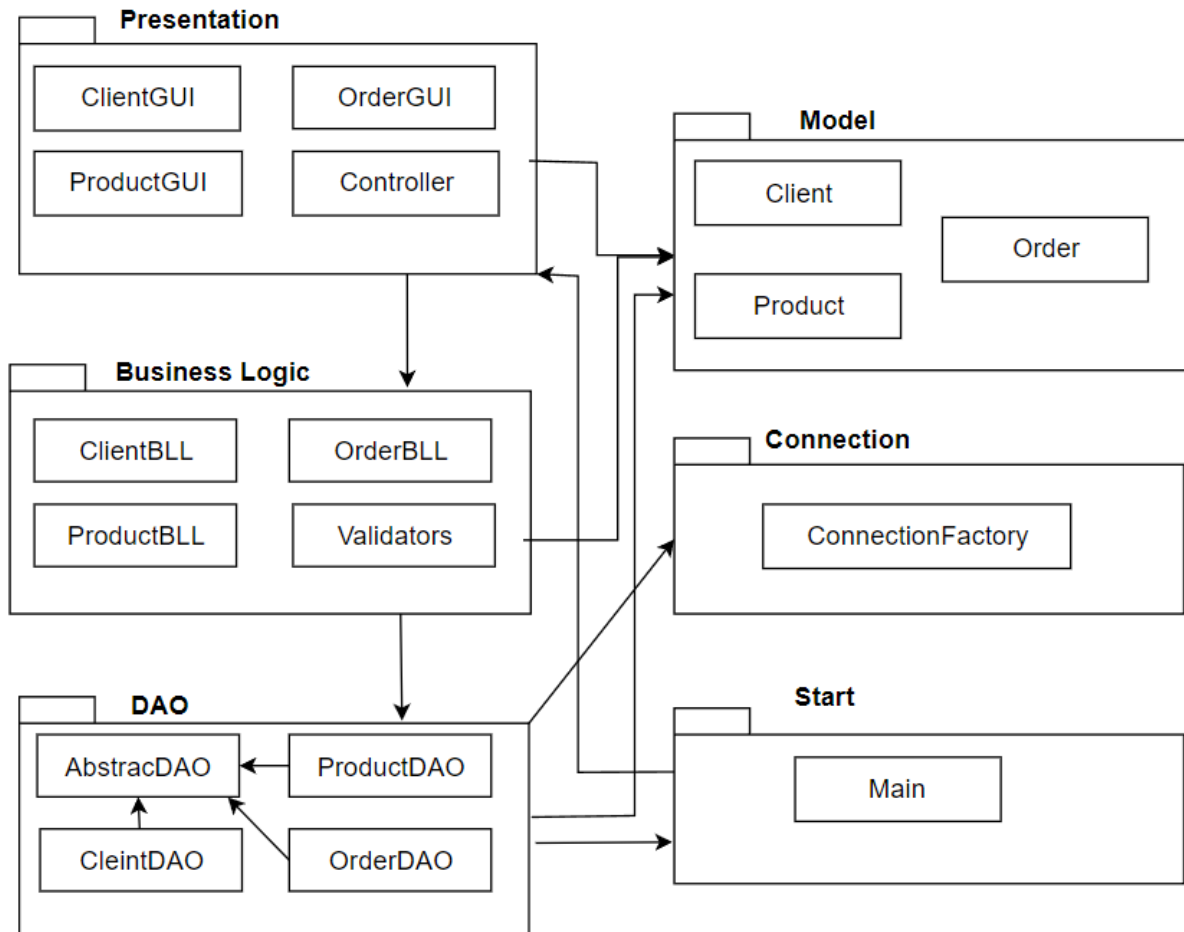 Presentation
ClientGUI
OrderGUI
ProductGUI
Controller
Model
Client
Order
Product
Business Logic
ClientBLL
OrderBLL
ProductBLL
Validators
Connection
ConnectionFactory
DAO
AbstracDAO
ProductDAO
CleintDAO
OrderDAO
Start
Main